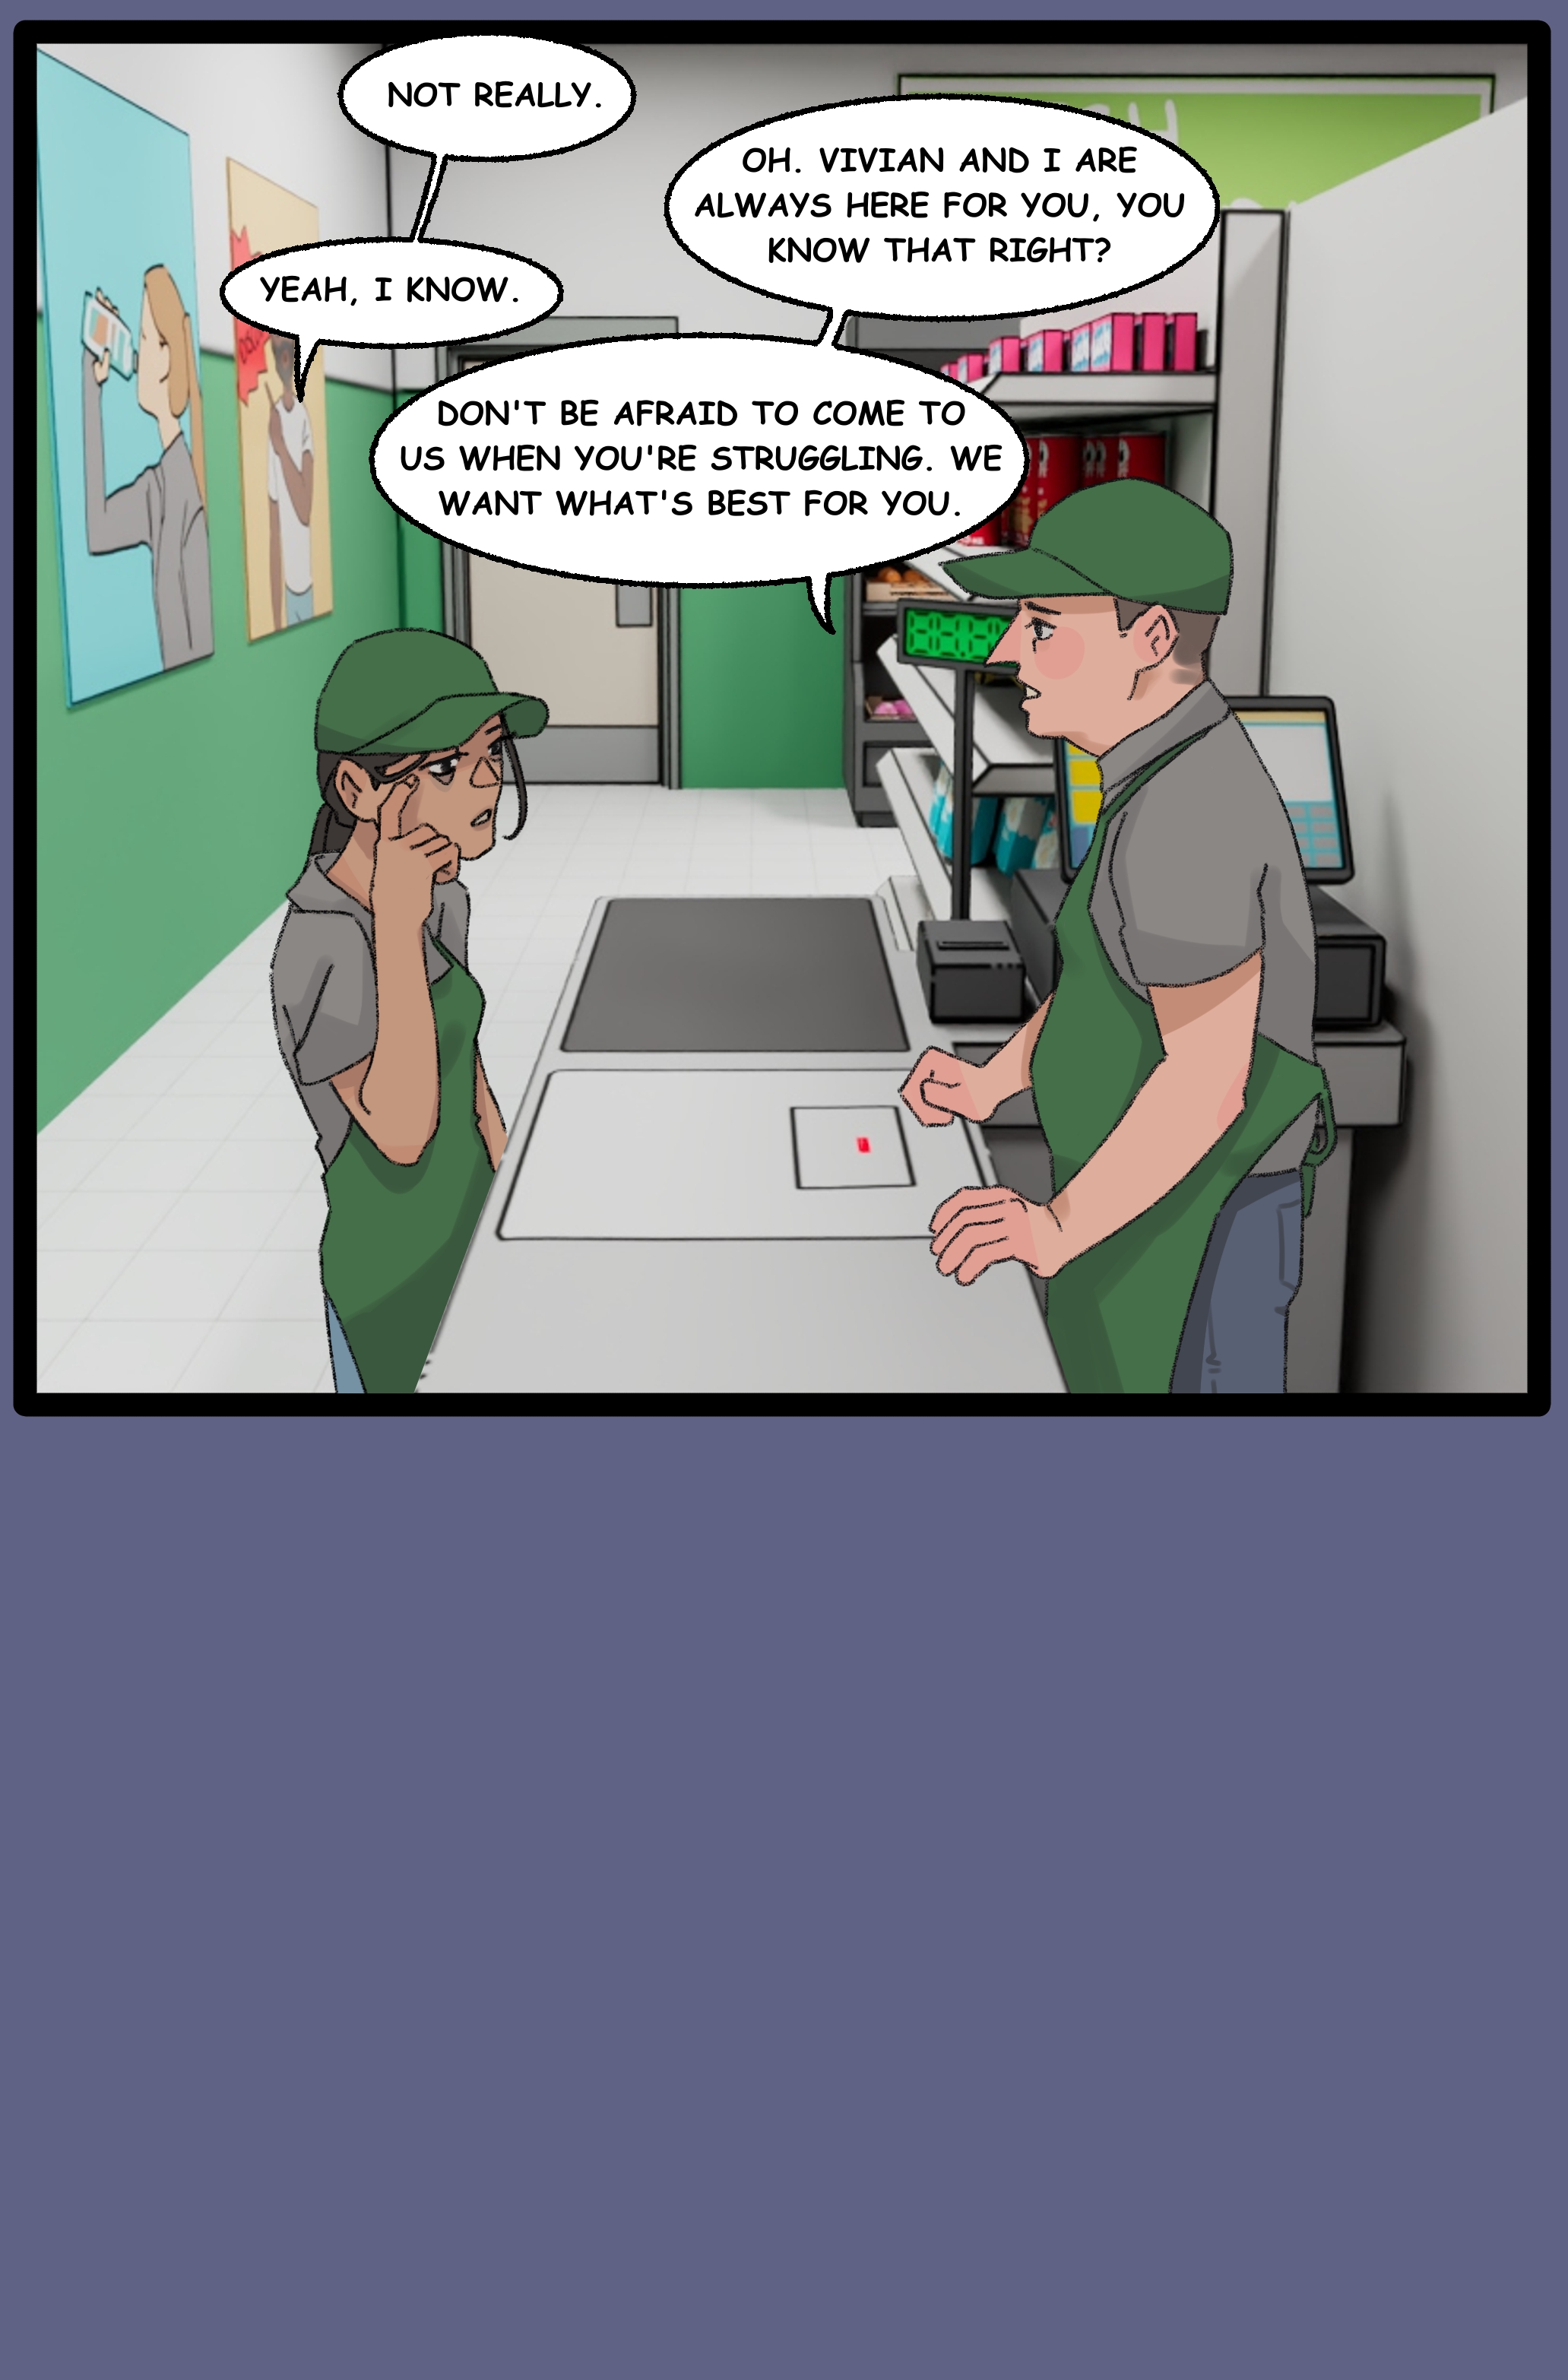 NOT REALLY.
OH. VIVIAN AND I ARE
ALWAYS HERE FOR YOU, YOU
KNOW THAT RIGHT?
YEAH, I KNOW.
DON'T BE AFRAID TO COME TO
US WHEN YOU'RE STRUGGLING. WE
WANT WHAT'S BEST FOR YOU.